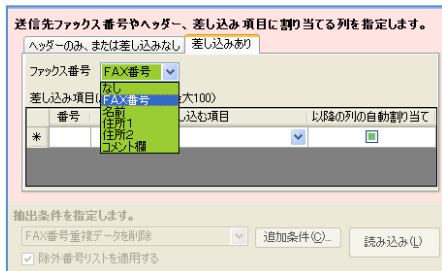 送信先ファックス番号やヘッダー、差し込み項目に割り当てる列を指定します。
ヘッダーのみ、または差し込みなし 差し込みあり
ファックス番号 FAX番号
なし
FAX番号
名前
住所1
住所2
コメント欄
差し込み項目 大100)
番号 し込む項目 以降の列の自動割り当て
*
抽出条件を指定します。
FAX番号重複データを削除 追加条件(C)... 読み込み(L)
除外番号リストを適用する